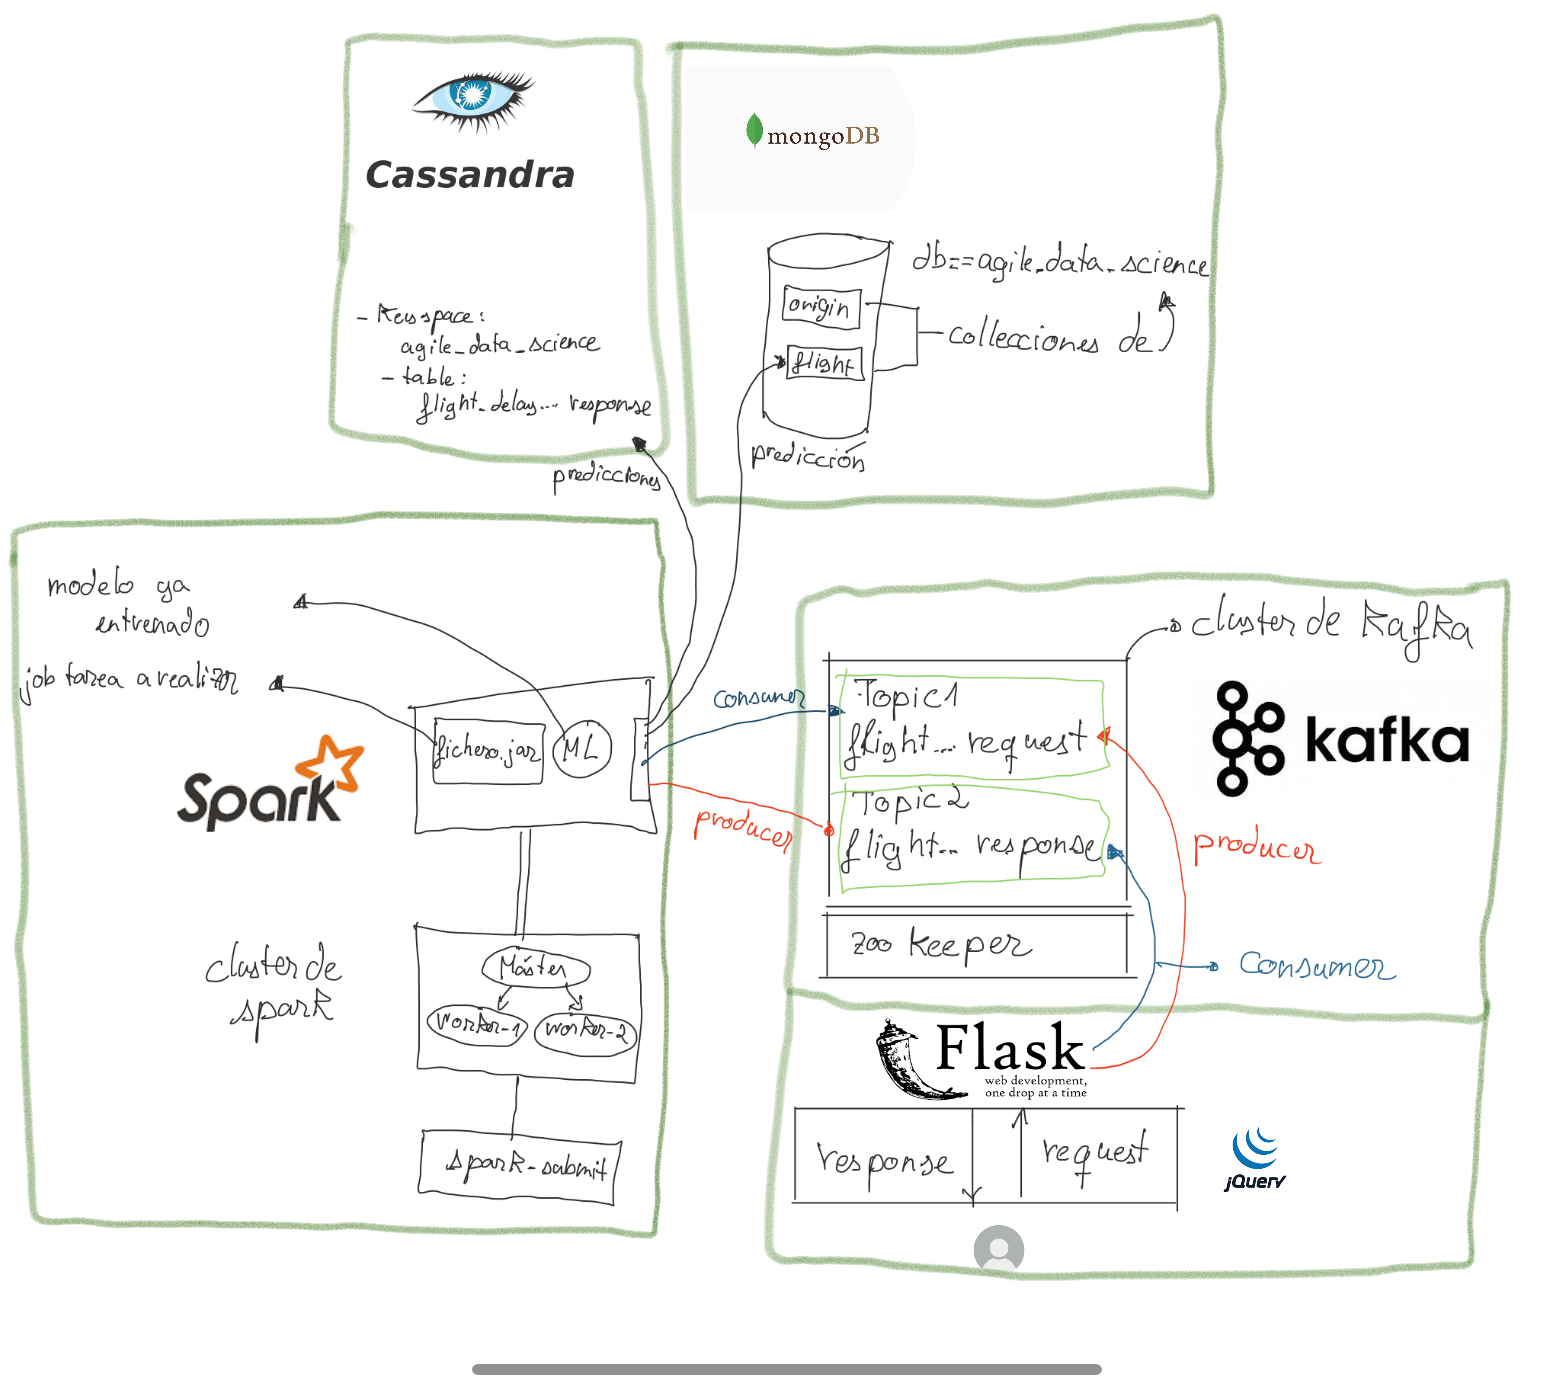 Cassandra
- Keyspace:
agile_data_science
- table:
flight_delay... response
predicciones
mongoDB
origin
flight
predicción
db==agile_data_science
collecciones de
modelo ya
entrenado
job tarea a realizar
Spark
fichero.jar
ML
cluster de
spark
Máster
worker-1
worker-2
spark-submit
consumer
producer
cluster de kafka
Topic1
flight... request
Topic2
flight... response
zoo keeper
kafka
producer
consumer
Flask
web development,
one drop at a time
response
request
jQuery